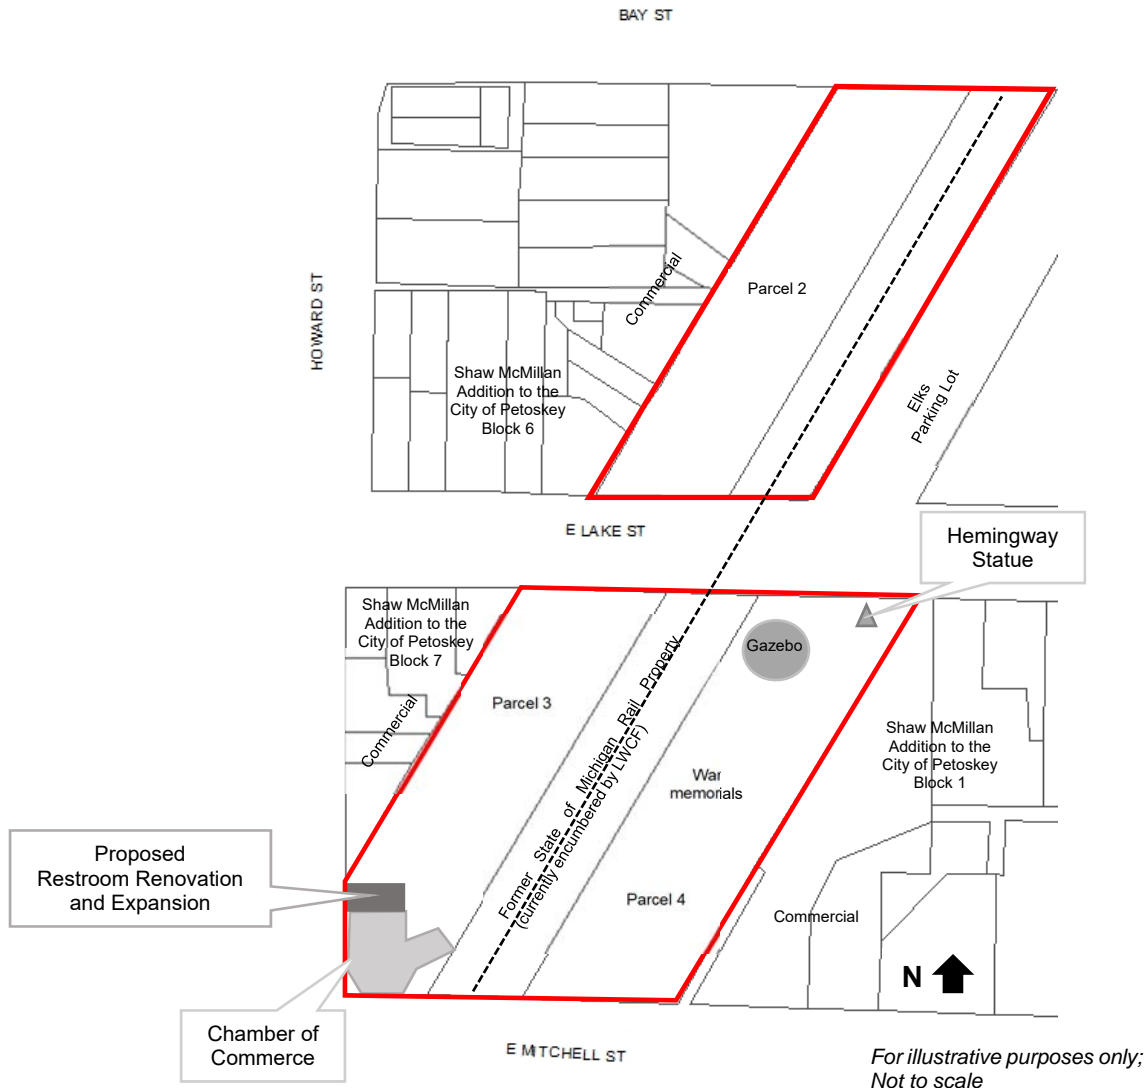 BAY ST
HOWARD ST
Commercial
Parcel 2
Shaw McMillan
Addition to the
City of Petoskey
Block 6
Elks
Parking Lot
E LAKE ST
Hemingway
Statue
Shaw McMillan
Addition to the
City of Petoskey
Block 7
Gazebo
Commercial
Parcel 3
Former State of Michigan Rail Property
(currently encumbered by LWCF)
War
memorials
Shaw McMillan
Addition to the
City of Petoskey
Block 1
Proposed
Restroom Renovation
and Expansion
Parcel 4
Commercial
N
Chamber of
Commerce
E MITCHELL ST
For illustrative purposes only;
Not to scale